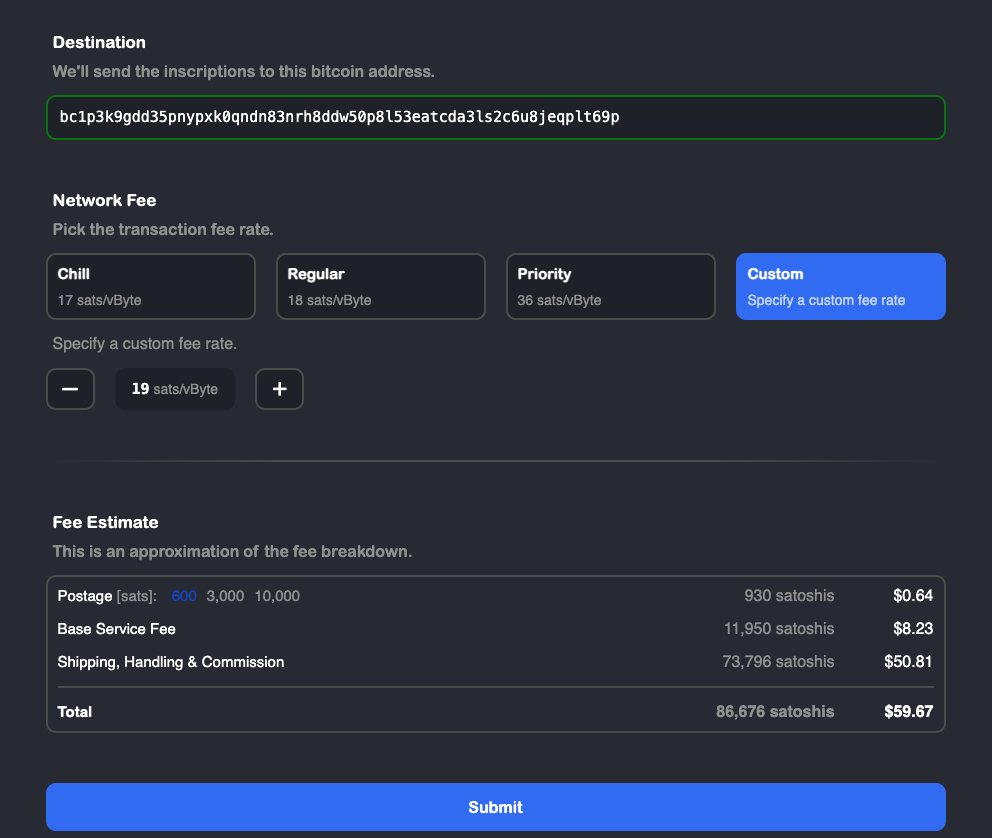 Destination
We'll send the inscriptions to this bitcoin address.
bc1p3k9gdd35pnypxk0qndn83nrh8ddw50p8l53eatcda3ls2c6u8jeqplt69p
Network Fee
Pick the transaction fee rate.
Chill Regular Priority Custom
17 sats/vByte 18 sats/vByte 36 sats/vByte Specify a custom fee rate
Specify a custom fee rate.
− 19 sats/vByte +
Fee Estimate
This is an approximation of the fee breakdown.
Postage [sats]: 600 3,000 10,000 930 satoshis $0.64
Base Service Fee 11,950 satoshis $8.23
Shipping, Handling & Commission 73,796 satoshis $50.81
Total 86,676 satoshis $59.67
Submit